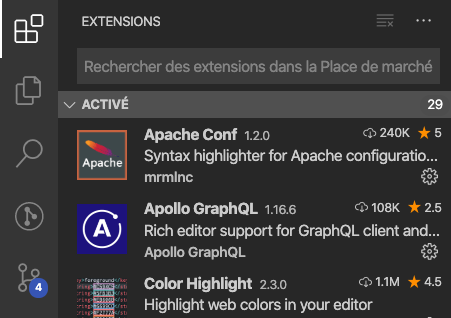 EXTENSIONS
Rechercher des extensions dans la Place de marché
ACTIVÉ 29
Apache Conf 1.2.0 240K 5
Apache
Syntax highlighter for Apache configuratio...
mrmlnc
Apollo GraphQL 1.16.6 108K 2.5
Rich editor support for GraphQL client and...
Apollo GraphQL
4
Color Highlight 2.3.0 1.1M 4.5
Highlight web colors in your editor